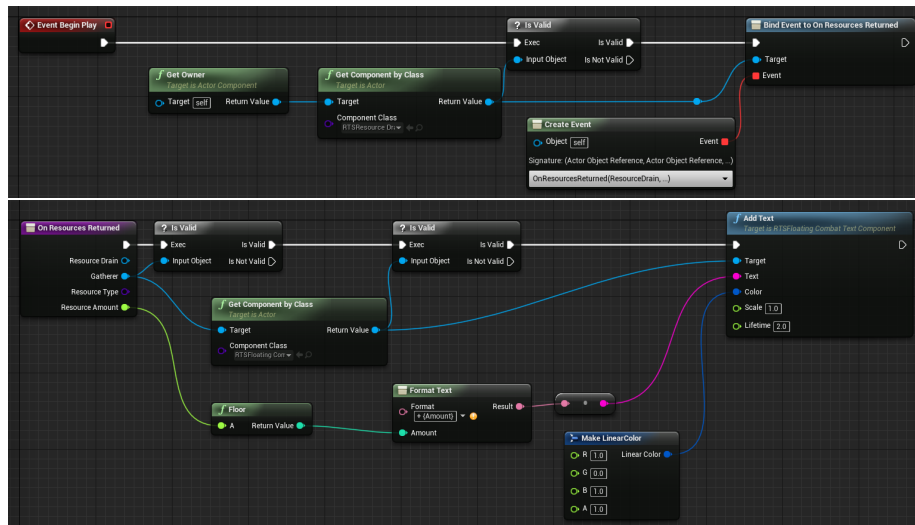 Event Begin Play
? Is Valid
Exec Is Valid
Input Object Is Not Valid
Bind Event to On Resources Returned
Target
Event
f Get Owner
Target is Actor Component
Target self Return Value
f Get Component by Class
Target is Actor
Target Return Value
Component Class
RTSResource Dra
Create Event
Object self Event
Signature: (Actor Object Reference, Actor Object Reference, ...)
OnResourcesReturned(ResourceDrain, ...)
On Resources Returned
Resource Drain
Gatherer
Resource Type
Resource Amount
? Is Valid
Exec Is Valid
Input Object Is Not Valid
? Is Valid
Exec Is Valid
Input Object Is Not Valid
f Add Text
Target is RTSFloating Combat Text Component
Target
Text
Color
Scale 1.0
Lifetime 2.0
f Get Component by Class
Target is Actor
Target Return Value
Component Class
RTSFloating Com
f Floor
A Return Value
Format Text
Format Result
+ {Amount}
Amount
Make LinearColor
R 1.0 Linear Color
G 0.0
B 1.0
A 1.0